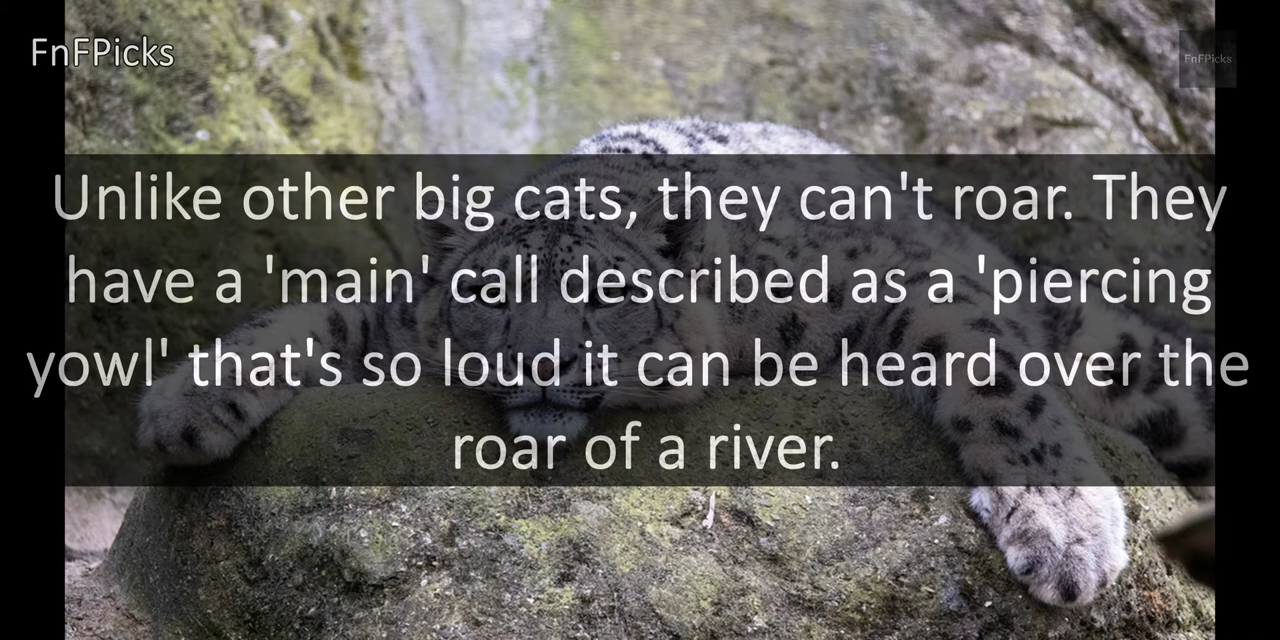 FnFPicks
FnFPicks
Unlike other big cats, they can't roar. They
have a 'main' call described as a 'piercing
yowl' that's so loud it can be heard over the
roar of a river.